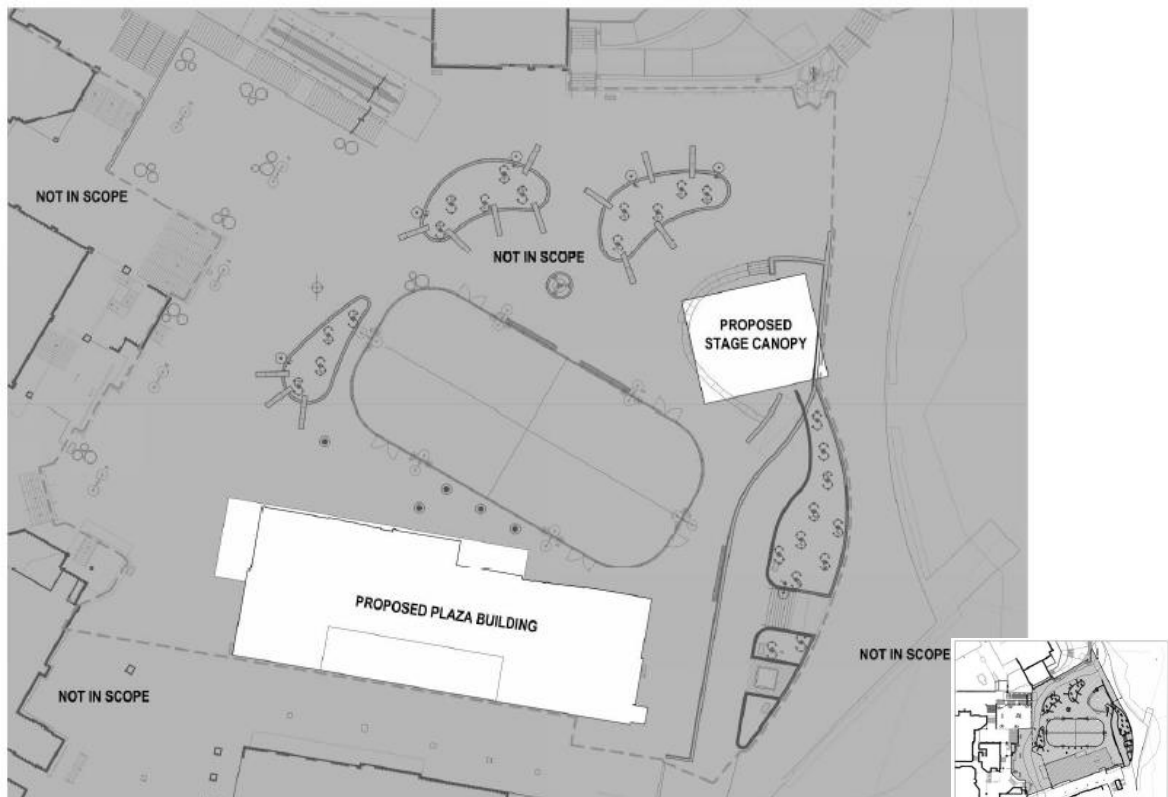 NOT IN SCOPE
NOT IN SCOPE
PROPOSED
STAGE CANOPY
PROPOSED PLAZA BUILDING
NOT IN SCOPE
NOT IN SCOPE